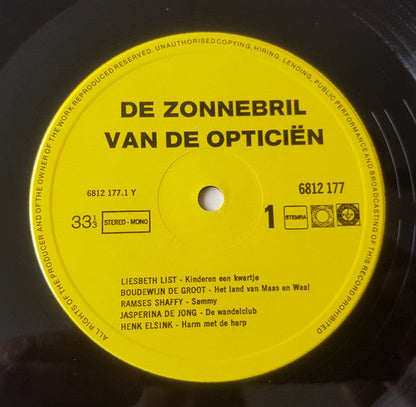 ALL RIGHTS OF THE PRODUCER AND OF THE OWNER OF THE WORK REPRODUCED RESERVED. UNAUTHORISED COPYING, HIRING, LENDING, PUBLIC PERFORMANCE AND BROADCASTING OF THIS RECORD PROHIBITED
DE ZONNEBRIL
VAN DE OPTICIËN
6812 177.1 Y
6812 177
33⅓ STEREO-MONO
1 STEMRA
LIESBETH LIST - Kinderen een kwartje
BOUDEWIJN DE GROOT - Het land van Maas en Waal
RAMSES SHAFFY - Sammy
JASPERINA DE JONG - De wandelclub
HENK ELSINK - Harm met de harp